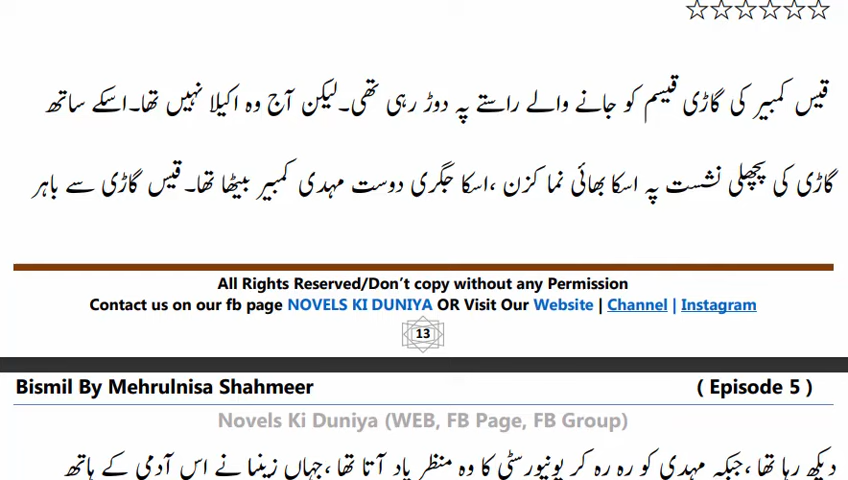 ☆☆☆☆☆☆
قیس کمبیر کی گاڑی قیسم کو جانے والے راستے پہ دوڑ رہی تھی۔لیکن آج وہ اکیلا نہیں تھا۔اسکے ساتھ
گاڑی کی پچھلی نشست پہ اسکا بھائی نما کزن ،اسکا جگری دوست مہدی کمبیر بیٹھا تھا۔قیس گاڑی سے باہر
All Rights Reserved/Don't copy without any Permission
Contact us on our fb page NOVELS KI DUNIYA OR Visit Our Website | Channel | Instagram
13
Bismil By Mehrulnisa Shahmeer ( Episode 5 )
Novels Ki Duniya (WEB, FB Page, FB Group)
دیکھ رہا تھا ،جبکہ مہدی کو رہ رہ کر یونیورسٹی کا وہ منظر یاد آتا تھا ،جہاں زینیا نے اس آدمی کے ہاتھ